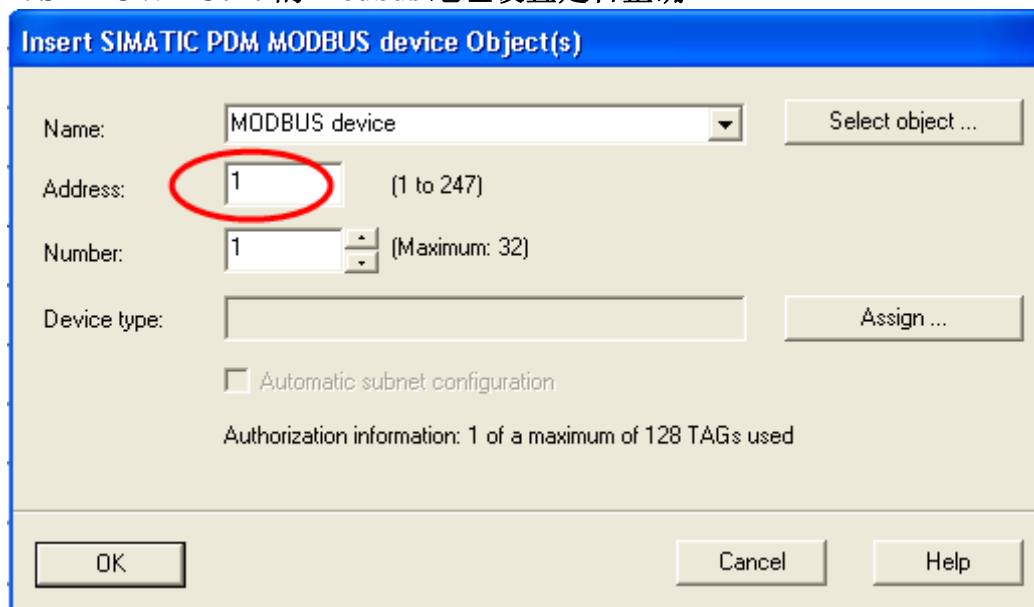 Insert SIMATIC PDM MODBUS device Object(s)
Name: MODBUS device Select object ...
Address: 1 (1 to 247)
Number: 1 (Maximum: 32)
Device type: Assign ...
Automatic subnet configuration
Authorization information: 1 of a maximum of 128 TAGs used
OK Cancel Help